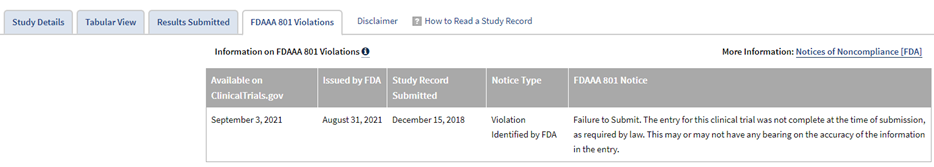 Study Details
Tabular View
Results Submitted
FDAAA 801 Violations
Disclaimer
? How to Read a Study Record
Information on FDAAA 801 Violations
More Information: Notices of Noncompliance [FDA]
Available on
ClinicalTrials.gov
Issued by FDA
Study Record
Submitted
Notice Type
FDAAA 801 Notice
September 3, 2021
August 31, 2021
December 15, 2018
Violation
Identified by FDA
Failure to Submit. The entry for this clinical trial was not complete at the time of submission,
as required by law. This may or may not have any bearing on the accuracy of the information
in the entry.